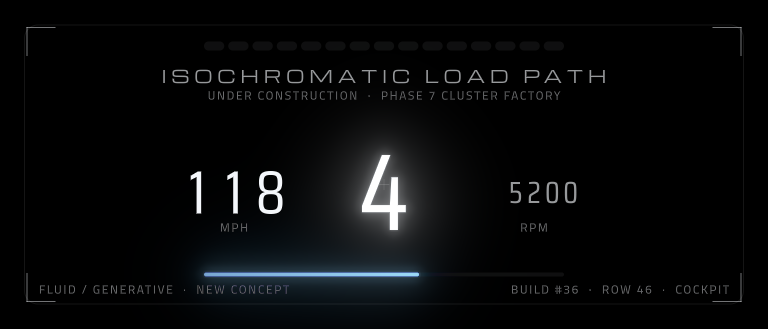 ISOCHROMATIC LOAD PATH
UNDER CONSTRUCTION · PHASE 7 CLUSTER FACTORY
118 4 5200
MPH RPM
FLUID / GENERATIVE · NEW CONCEPT BUILD #36 · ROW 46 · COCKPIT